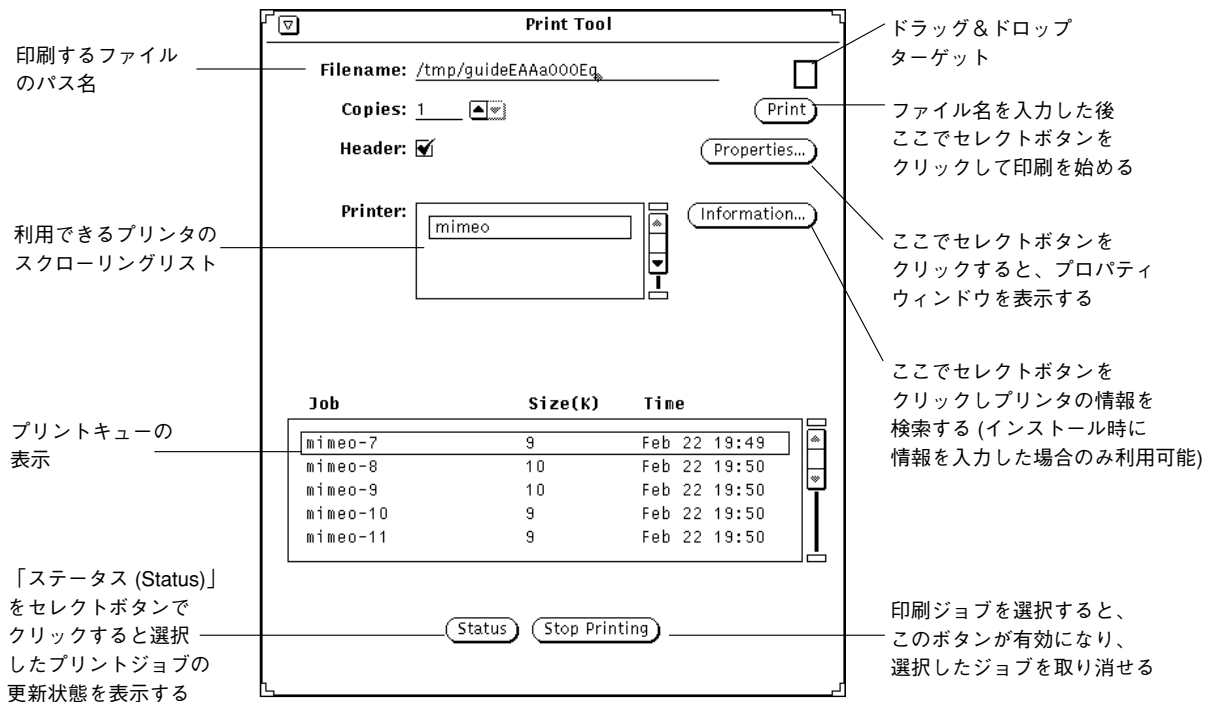 Print Tool
印刷するファイル
のパス名
Filename: /tmp/guideEAAa000Eq
ドラッグ＆ドロップ
ターゲット
Copies: 1
Print
ファイル名を入力した後
ここでセレクトボタンを
クリックして印刷を始める
Header:
Properties...
Printer:
mimeo
Information...
利用できるプリンタの
スクローリングリスト
ここでセレクトボタンを
クリックすると、プロパティ
ウィンドウを表示する
ここでセレクトボタンを
クリックしプリンタの情報を
検索する (インストール時に
情報を入力した場合のみ利用可能)
プリントキューの
表示
Job Size(K) Time
mimeo-7 9 Feb 22 19:49
mimeo-8 10 Feb 22 19:50
mimeo-9 10 Feb 22 19:50
mimeo-10 9 Feb 22 19:50
mimeo-11 9 Feb 22 19:50
「ステータス (Status)」
をセレクトボタンで
クリックすると選択
したプリントジョブの
更新状態を表示する
Status Stop Printing
印刷ジョブを選択すると、
このボタンが有効になり、
選択したジョブを取り消せる